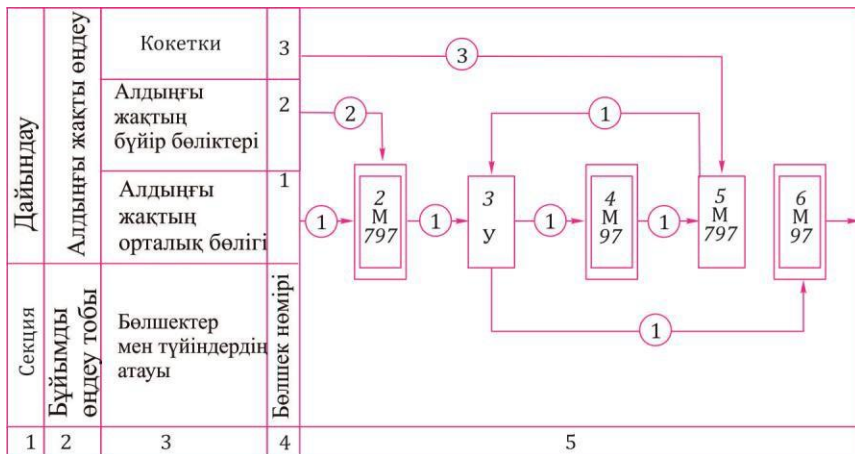 Дайындау
Алдыңғы жақты өңдеу
Кокетки
3
Алдыңғы
жақтың
бүйір бөліктері
2
Алдыңғы
жақтың
орталық бөлігі
1
Секция
Бұйымды
өңдеу тобы
Бөлшектер
мен түйіндердің
атауы
Бөлшек нөмірі
3
2
1
1
2
М
797
1
3
У
1
4
М
97
1
5
М
797
6
М
97
1
1
2
3
4
5